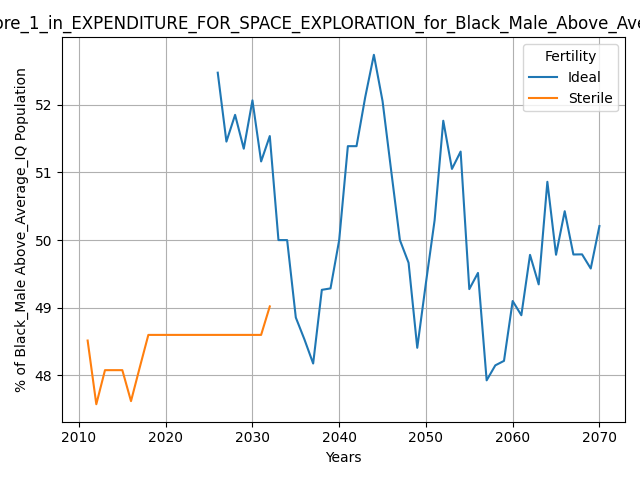 ore_1_in_EXPENDITURE_FOR_SPACE_EXPLORATION_for_Black_Male_Above_Ave
% of Black_Male Above_Average_IQ Population
52
51
50
49
48
Fertility
Ideal
Sterile
2010 2020 2030 2040 2050 2060 2070
Years